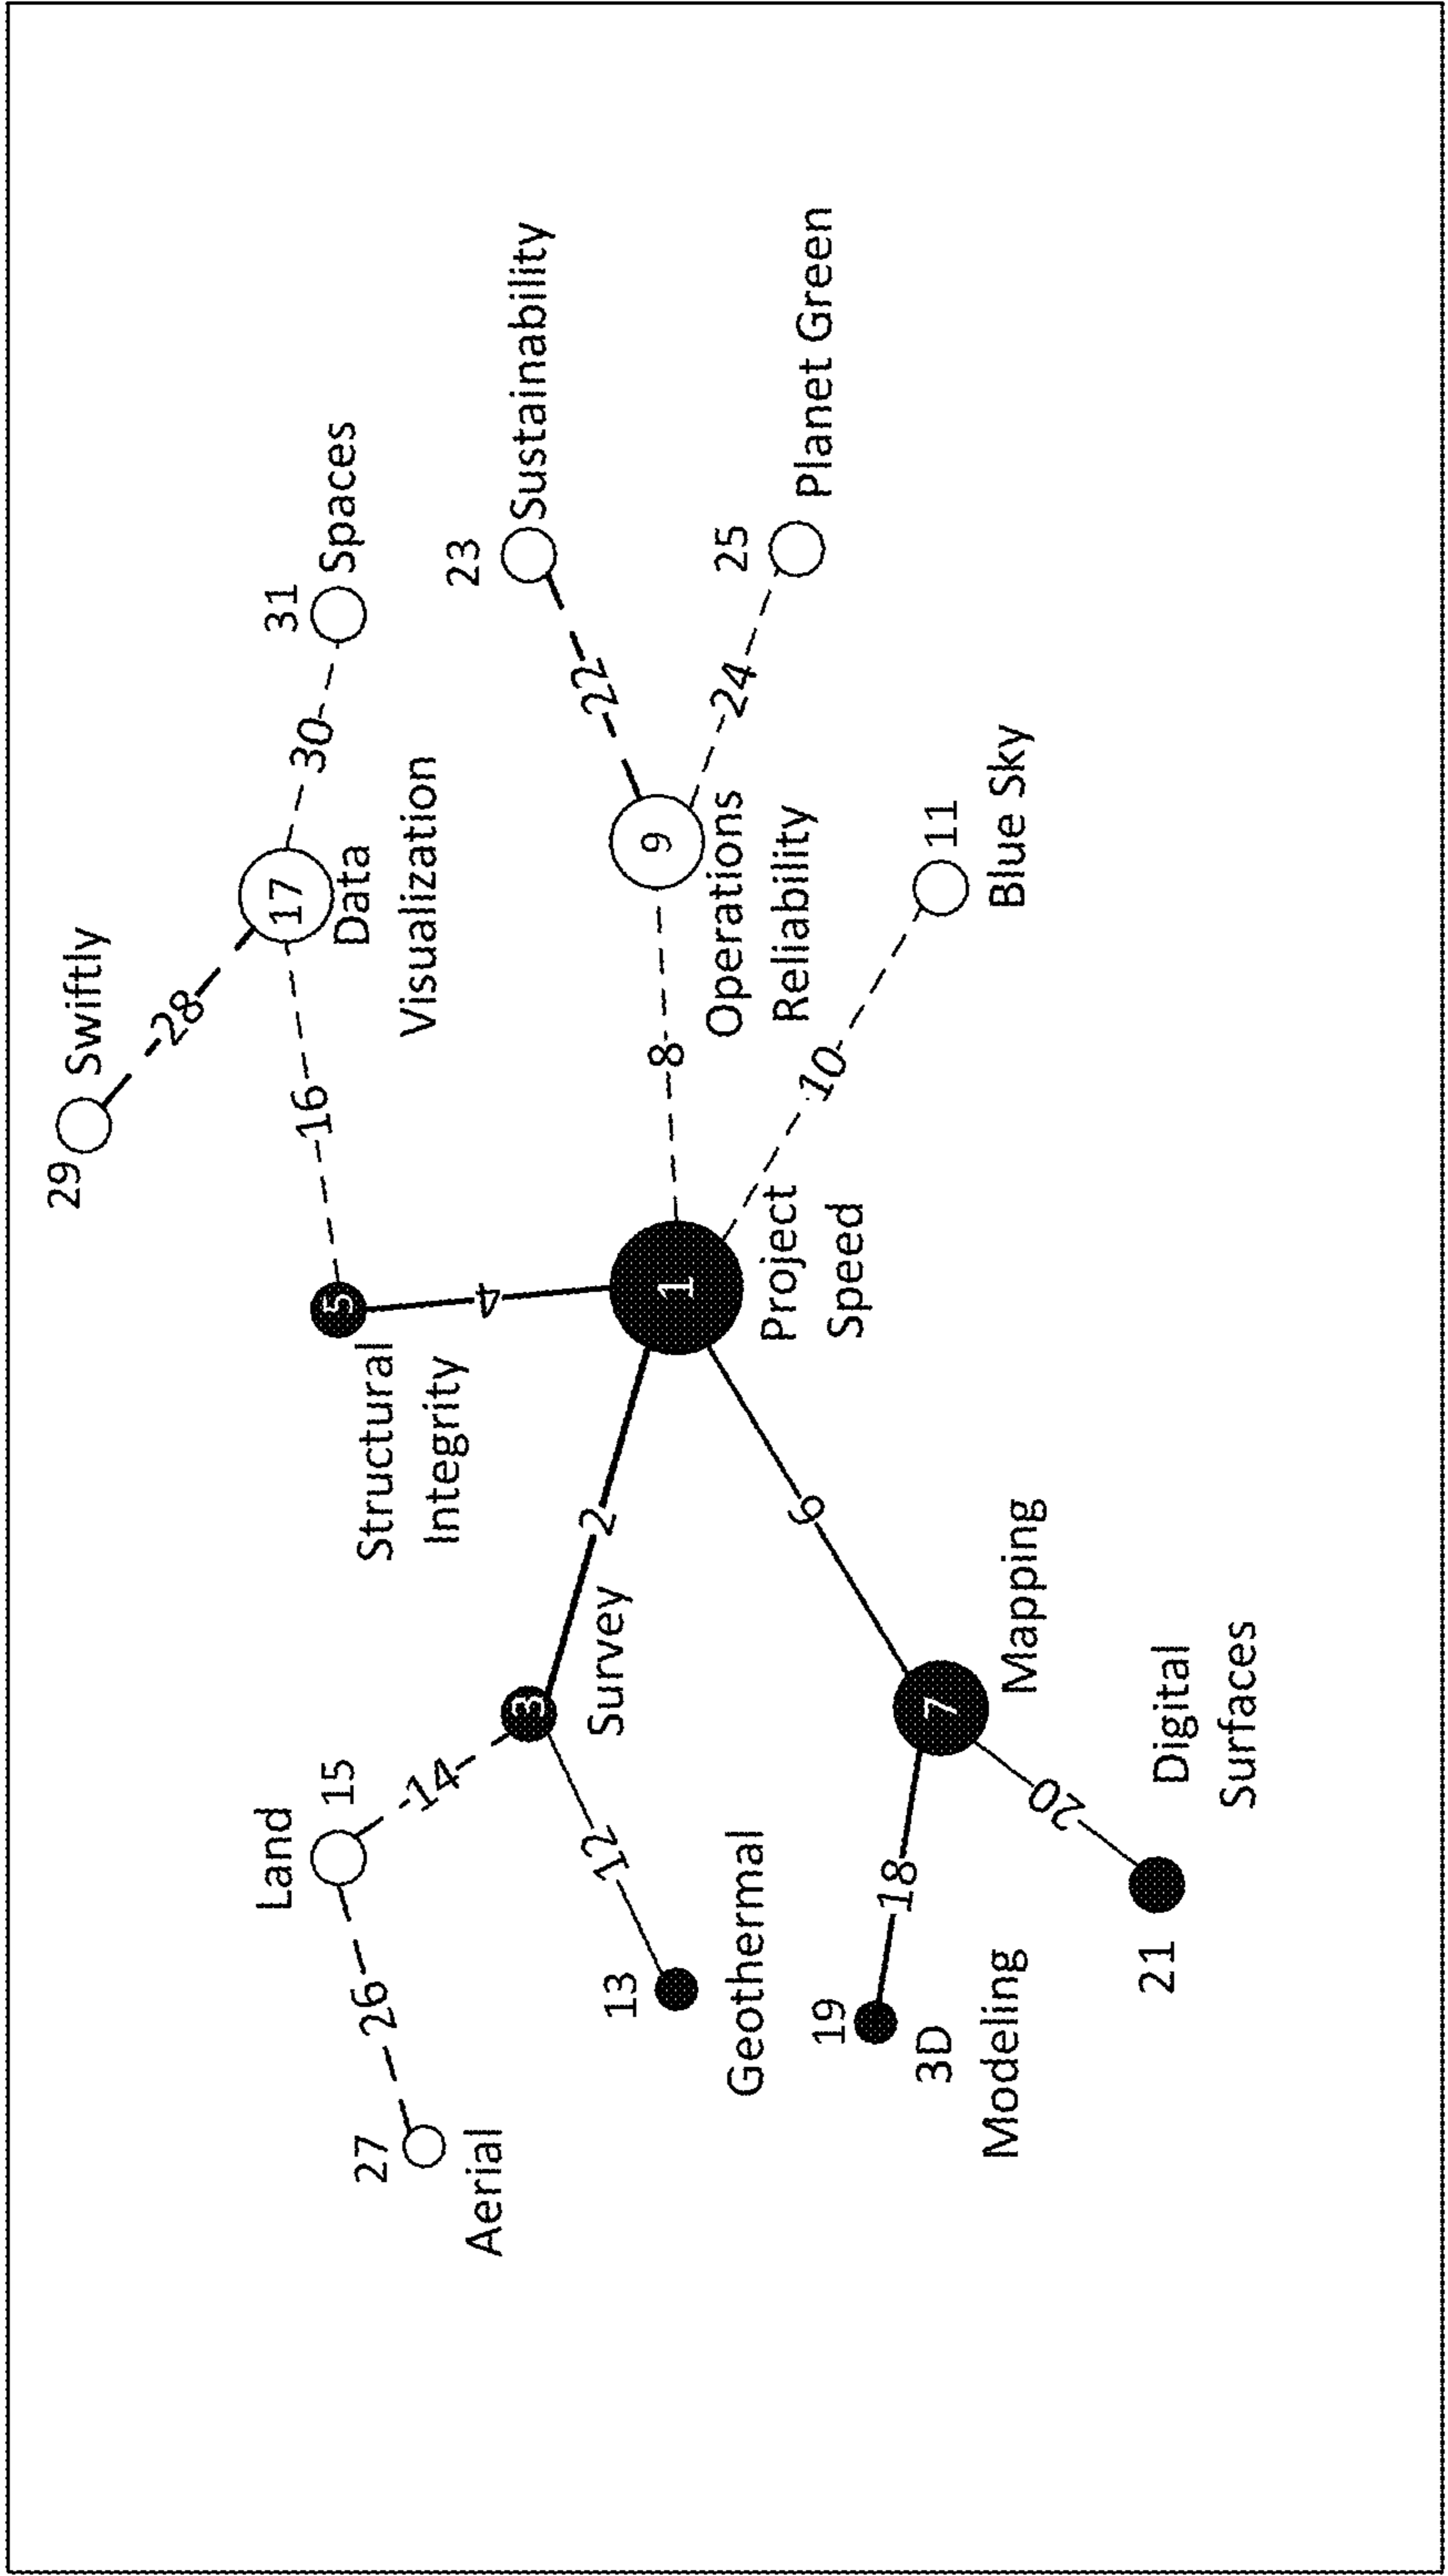 29
Swiftly
28
17
Data
Visualization
30
31
Spaces
16
5
Structural
Integrity
4
Land
15
26
27
Aerial
14
3
Survey
2
12
13
Geothermal
23
Sustainability
22
9
Operations
Reliability
8
24
25
Planet Green
1
Project
Speed
10
11
Blue Sky
6
7
Mapping
18
19
3D
Modeling
20
21
Digital
Surfaces